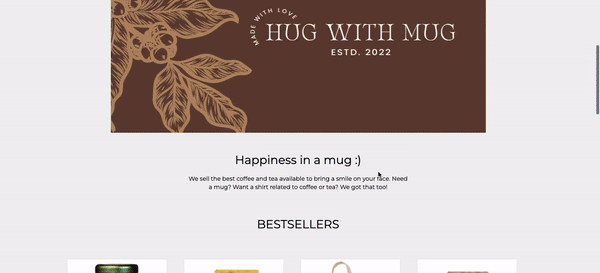 MADE WITH LOVE
HUG WITH MUG
ESTD. 2022
Happiness in a mug :)
We sell the best coffee and tea available to bring a smile on your face. Need
a mug? Want a shirt related to coffee or tea? We got that too!
BESTSELLERS